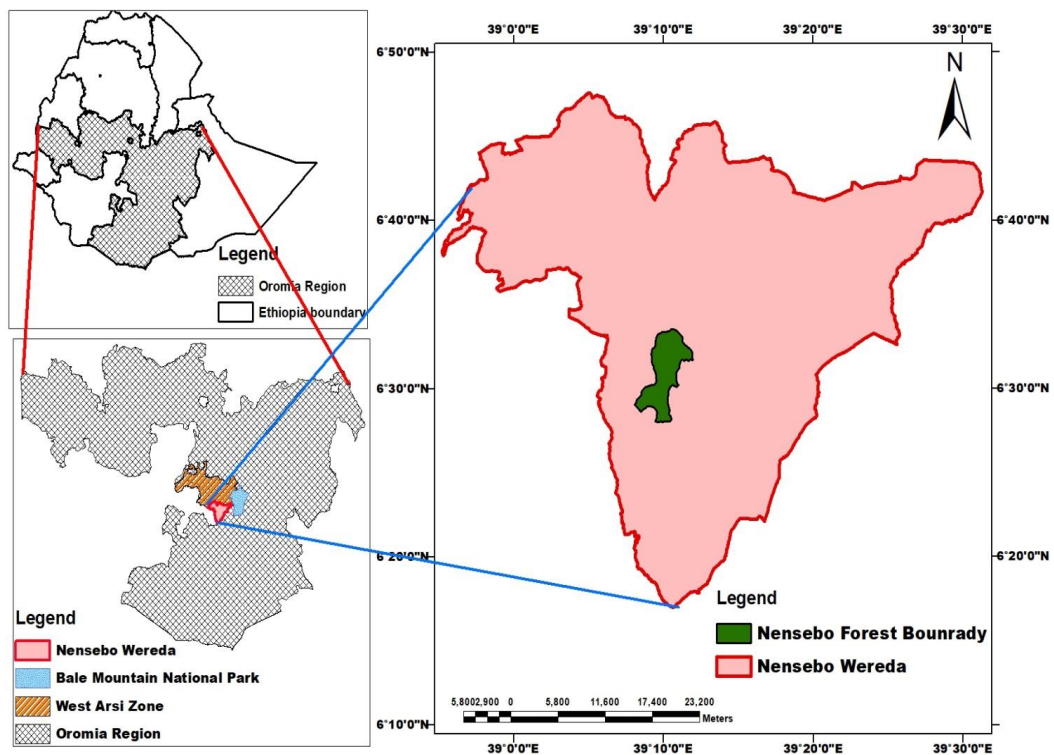 Legend
Oromia Region
Ethiopia boundary
Legend
Nensebo Wereda
Bale Mountain National Park
West Arsi Zone
Oromia Region
39°0'0"E 39°10'0"E 39°20'0"E 39°30'0"E
6°50'0"N
N
6°40'0"N 6°40'0"N
6°30'0"N 6°30'0"N
6°20'0"N 6°20'0"N
Legend
Nensebo Forest Bounrady
Nensebo Wereda
5,8002,900 0 5,800 11,600 17,400 23,200
Meters
6°10'0"N 6°10'0"N
39°0'0"E 39°10'0"E 39°20'0"E 39°30'0"E